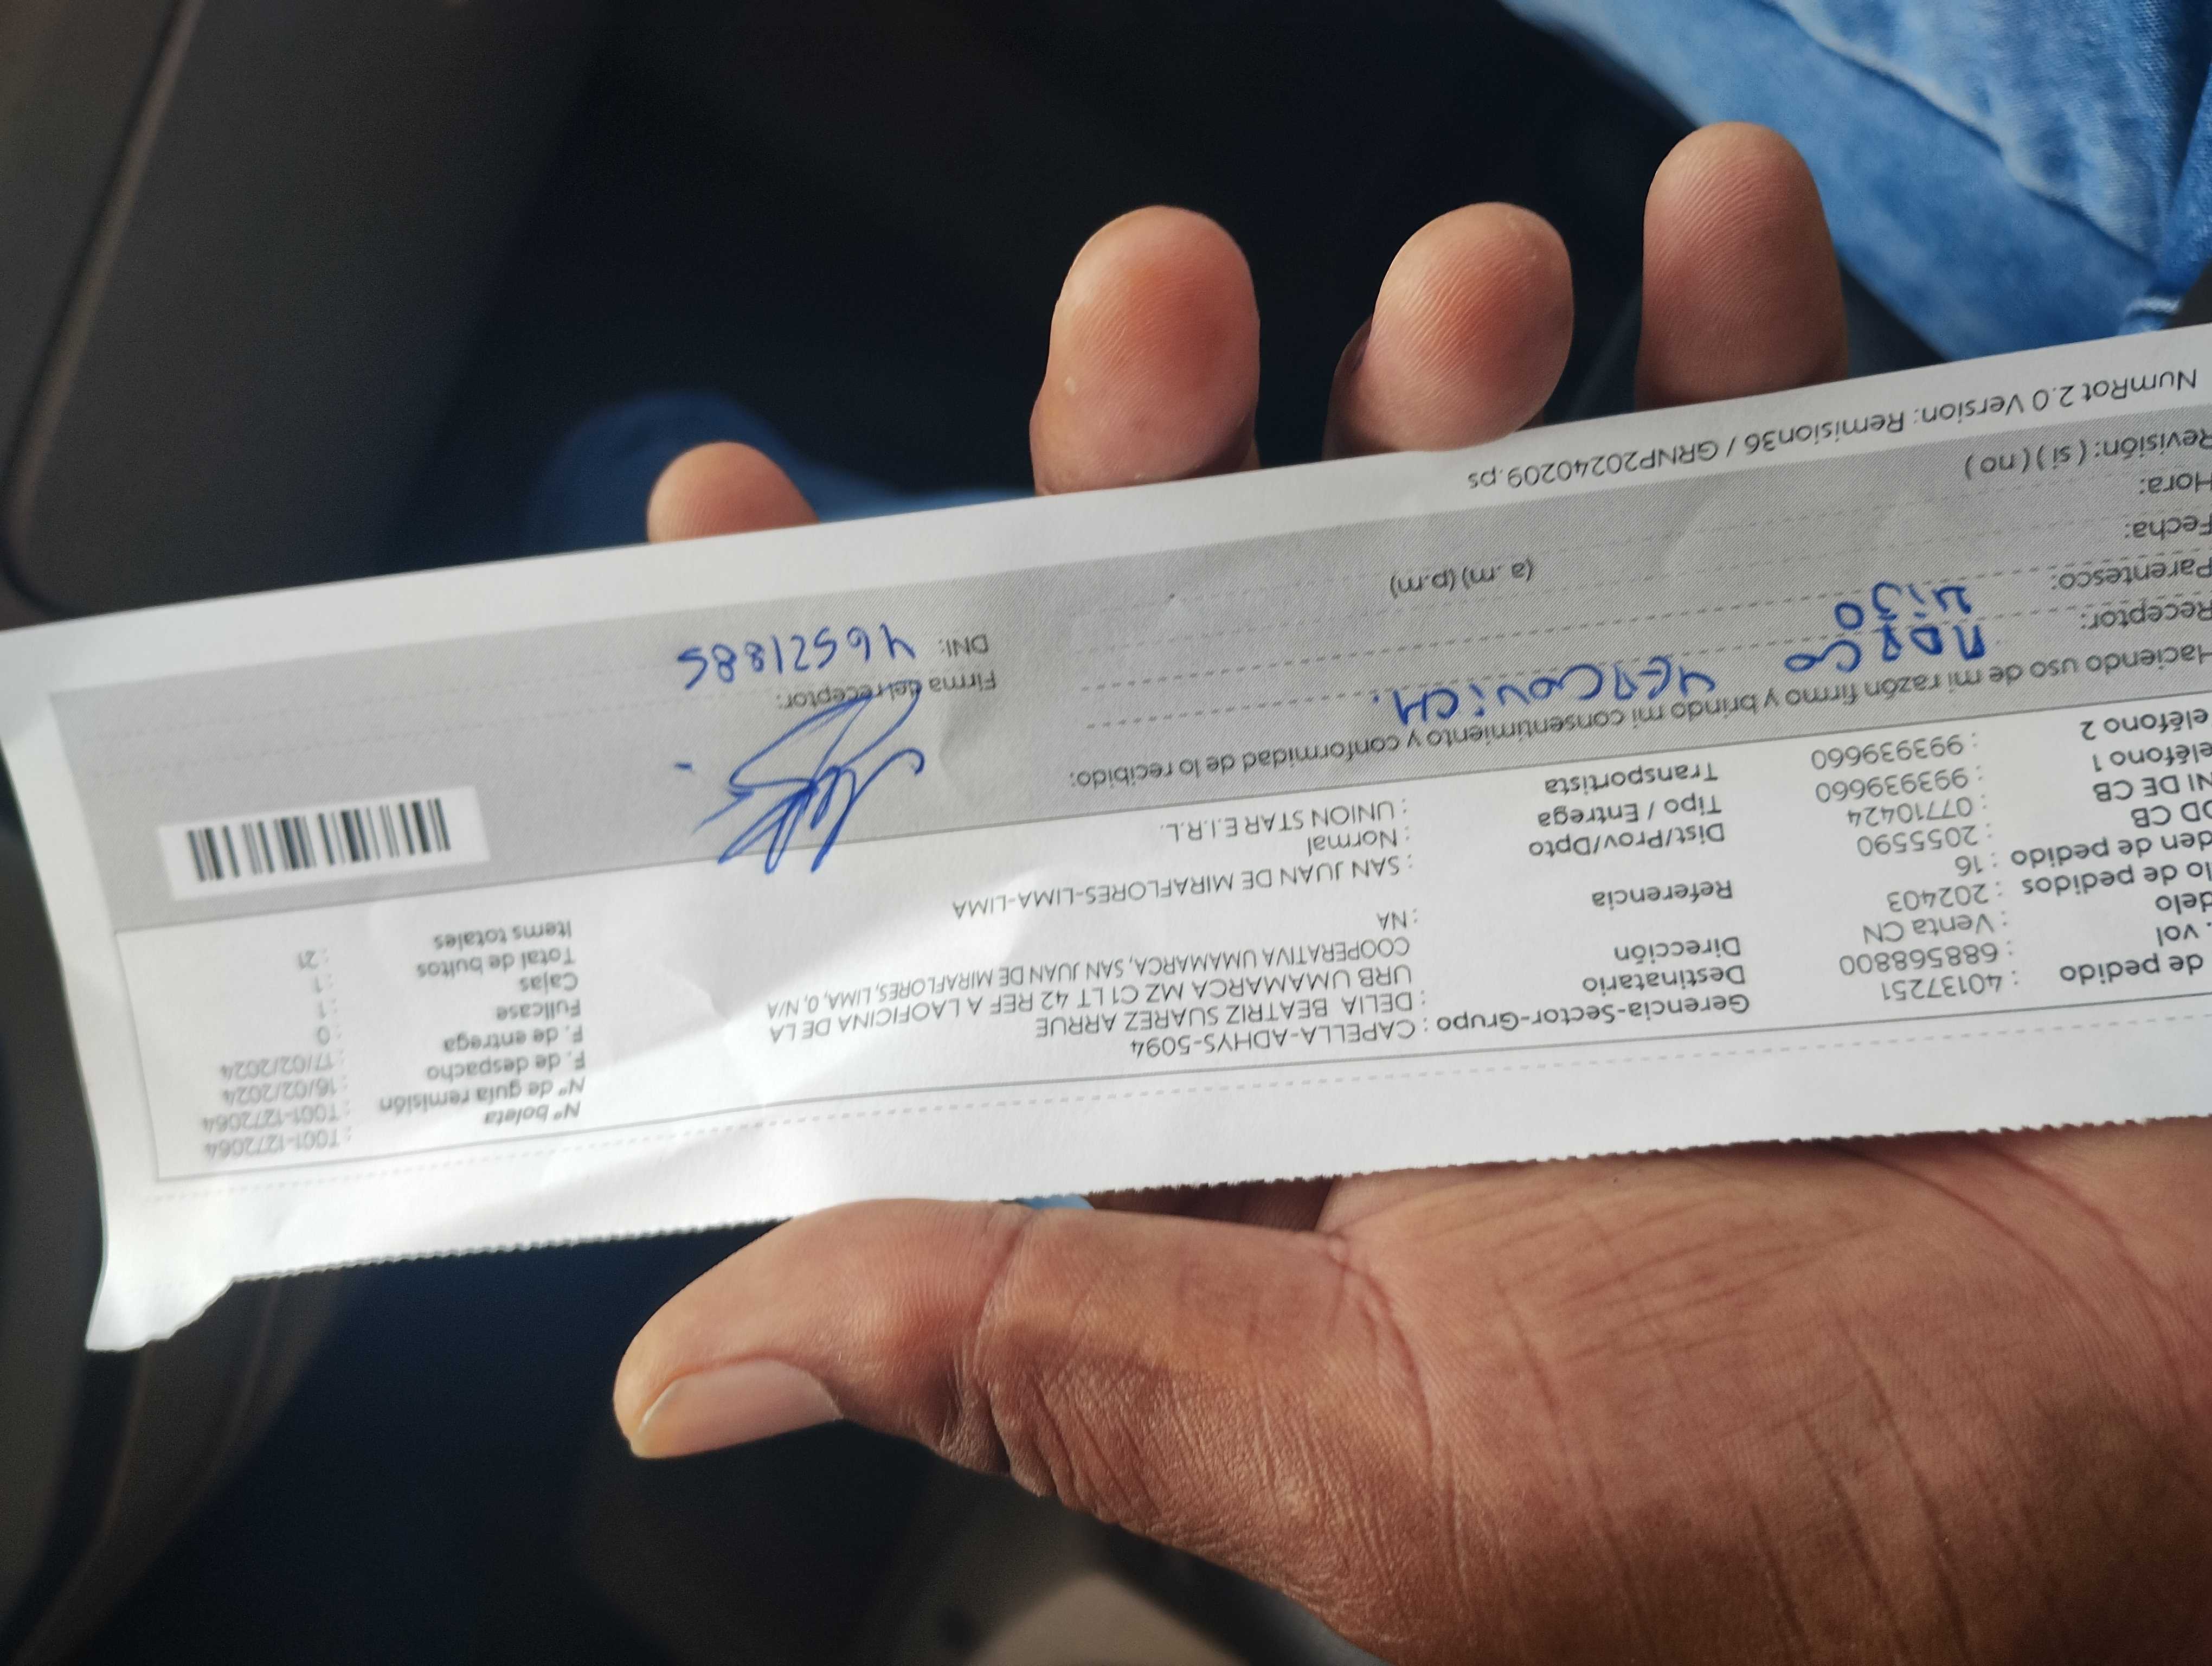 de pedido : 40137251
. vol : 688568800
delo : Venta CN
lo de pedidos : 202403
den de pedido : 16
OD CB : 2055590
NI DE CB : 07710424
eléfono 1 : 993939660
eléfono 2 : 993939660
Gerencia-Sector-Grupo : CAPELLA-ADHYS-5094
Destinatario : DELIA BEATRIZ SUAREZ ARRUE
Dirección : URB UMAMARCA MZ C1 LT 42 REF A LAOFICINA DE LA
COOPERATIVA UMAMARCA, SAN JUAN DE MIRAFLORES, LIMA, 0, N/A
Referencia : NA
Dist/Prov/Dpto : SAN JUAN DE MIRAFLORES-LIMA-LIMA
Tipo / Entrega : Normal
Transportista : UNION STAR E.I.R.L.
Nº boleta : T001-1272064
Nº de guía remisión : T001-1272064
F. de despacho : 16/02/2024
F. de entrega : 17/02/2024
Fullcase : 0
Cajas : 1
Total de bultos : 1
Items totales : 21
Haciendo uso de mi razón firmo y brindo mi consentimiento y conformidad de lo recibido:
Receptor: MARCO YERCOVICH.
Parentesco: HIJO
Fecha:
Hora: (a. m) (p.m)
Revisión: ( si ) ( no )
Firma del receptor:
DNI: 46521885
NumRot 2.0 Version: Remision36 / GRNP20240209.ps